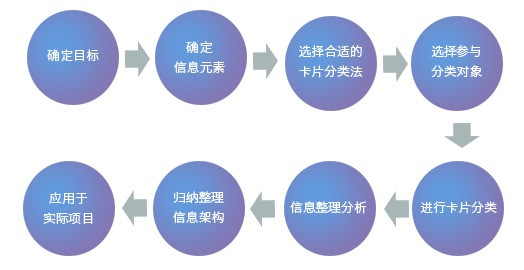 确定目标
确定
信息元素
选择合适的
卡片分类法
选择参与
分类对象
进行卡片分类
信息整理分析
归纳整理
信息架构
应用于
实际项目